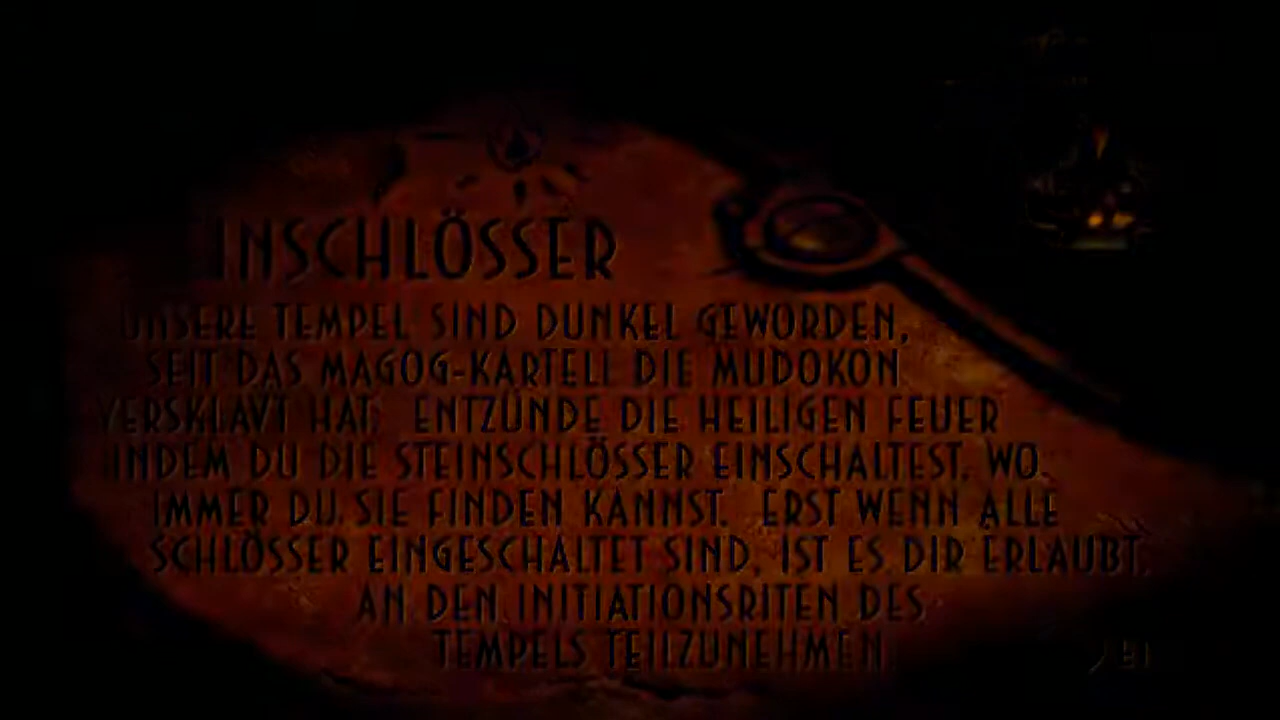 INSCHLÖSSER
UNSERE TEMPEL SIND DUNKEL GEWORDEN,
SEIT DAS MAGOG-KARTELL DIE MUDOKON
VERSKLAVT HAT. ENTZÜNDE DIE HEILIGEN FEUER
INDEM DU DIE STEINSCHLÖSSER EINSCHALTEST, WO
IMMER DU SIE FINDEN KANNST. ERST WENN ALLE
SCHLÖSSER EINGESCHALTET SIND, IST ES DIR ERLAUBT,
AN DEN INITIATIONSRITEN DES
TEMPELS TEILZUNEHMEN.